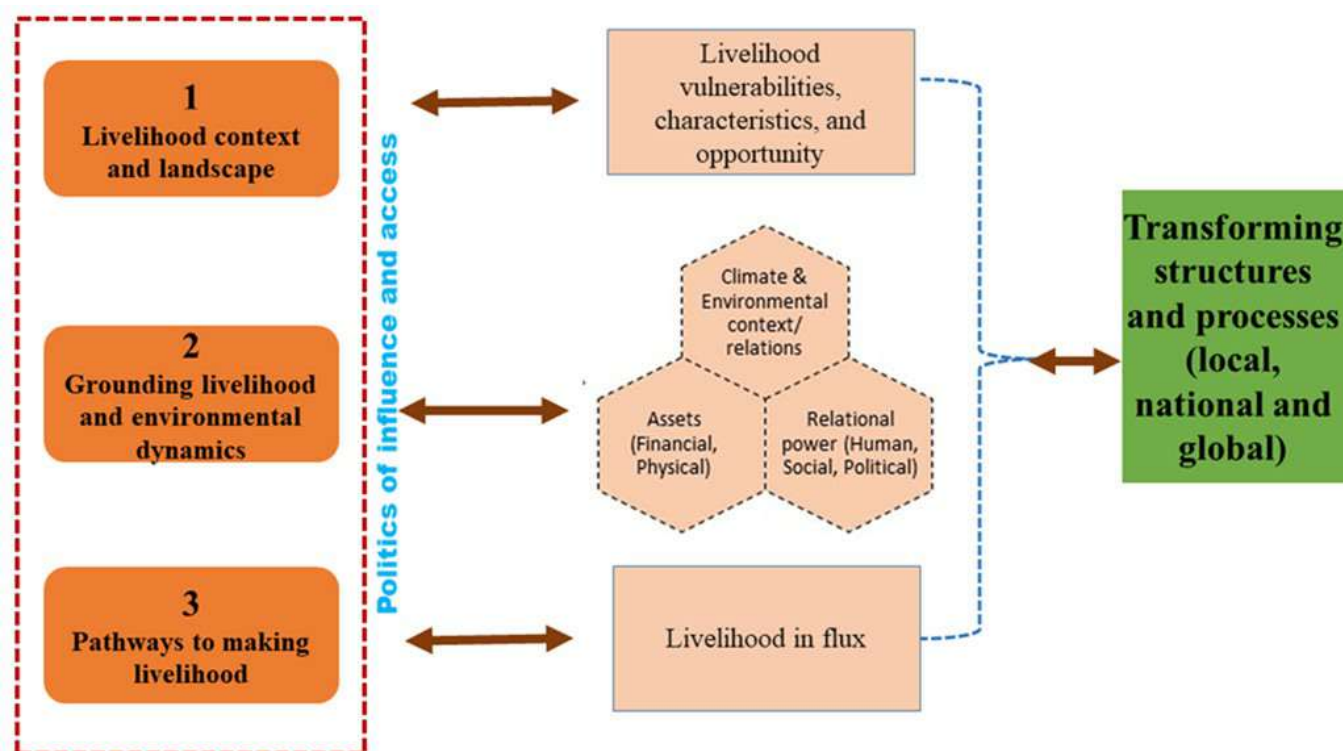 1
Livelihood context
and landscape
2
Grounding livelihood
and environmental
dynamics
3
Pathways to making
livelihood
Politics of influence and access
Livelihood
vulnerabilities,
characteristics, and
opportunity
Climate &
Environmental
context/
relations
Assets
(Financial,
Physical)
Relational
power (Human,
Social, Political)
Livelihood in flux
Transforming
structures
and processes
(local,
national and
global)